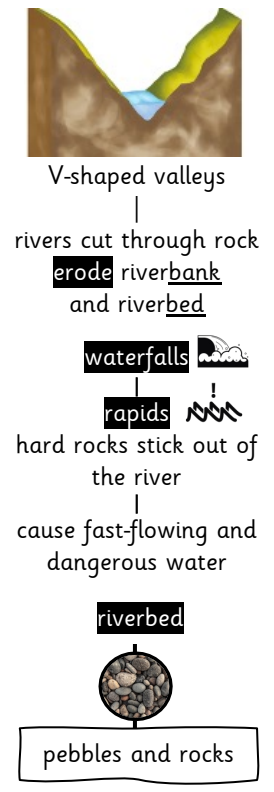 V-shaped valleys
rivers cut through rock
erode riverbank
and riverbed
waterfalls
!
rapids
hard rocks stick out of
the river
cause fast-flowing and
dangerous water
riverbed
pebbles and rocks